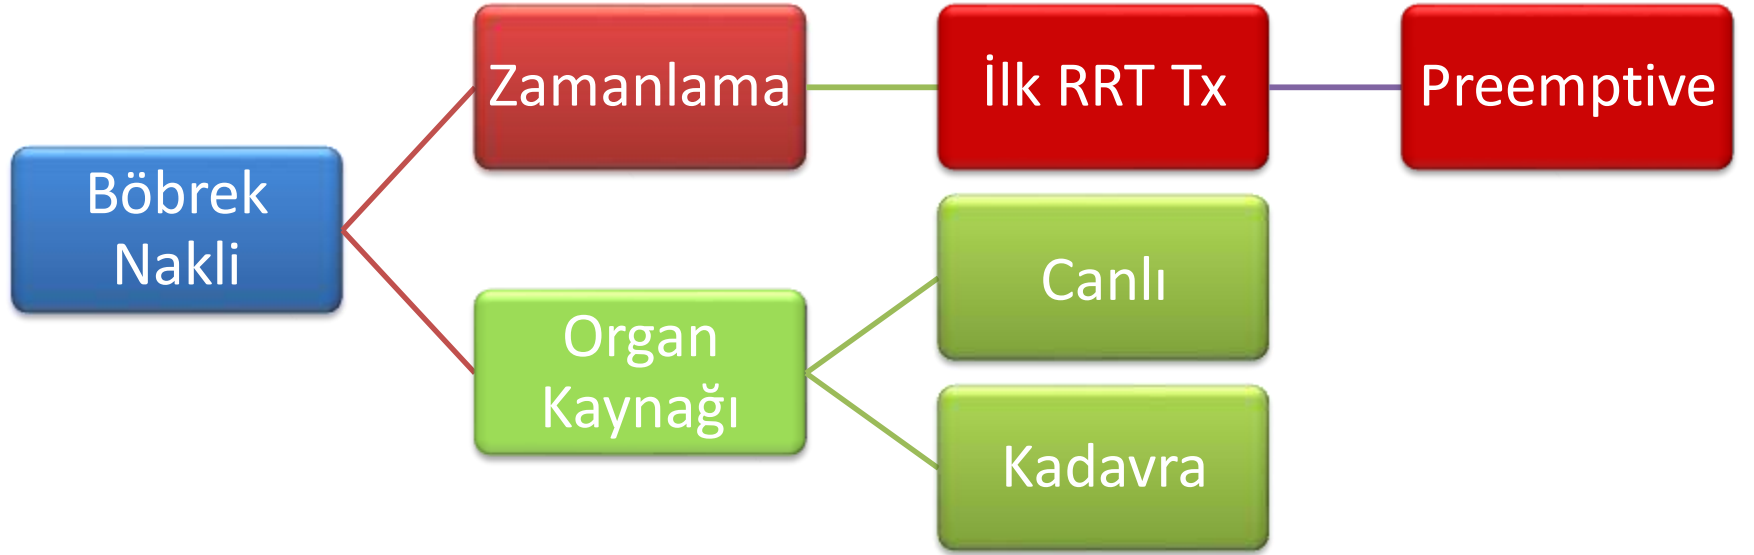 Böbrek
Nakli
Zamanlama
İlk RRT Tx
Preemptive
Organ
Kaynağı
Canlı
Kadavra